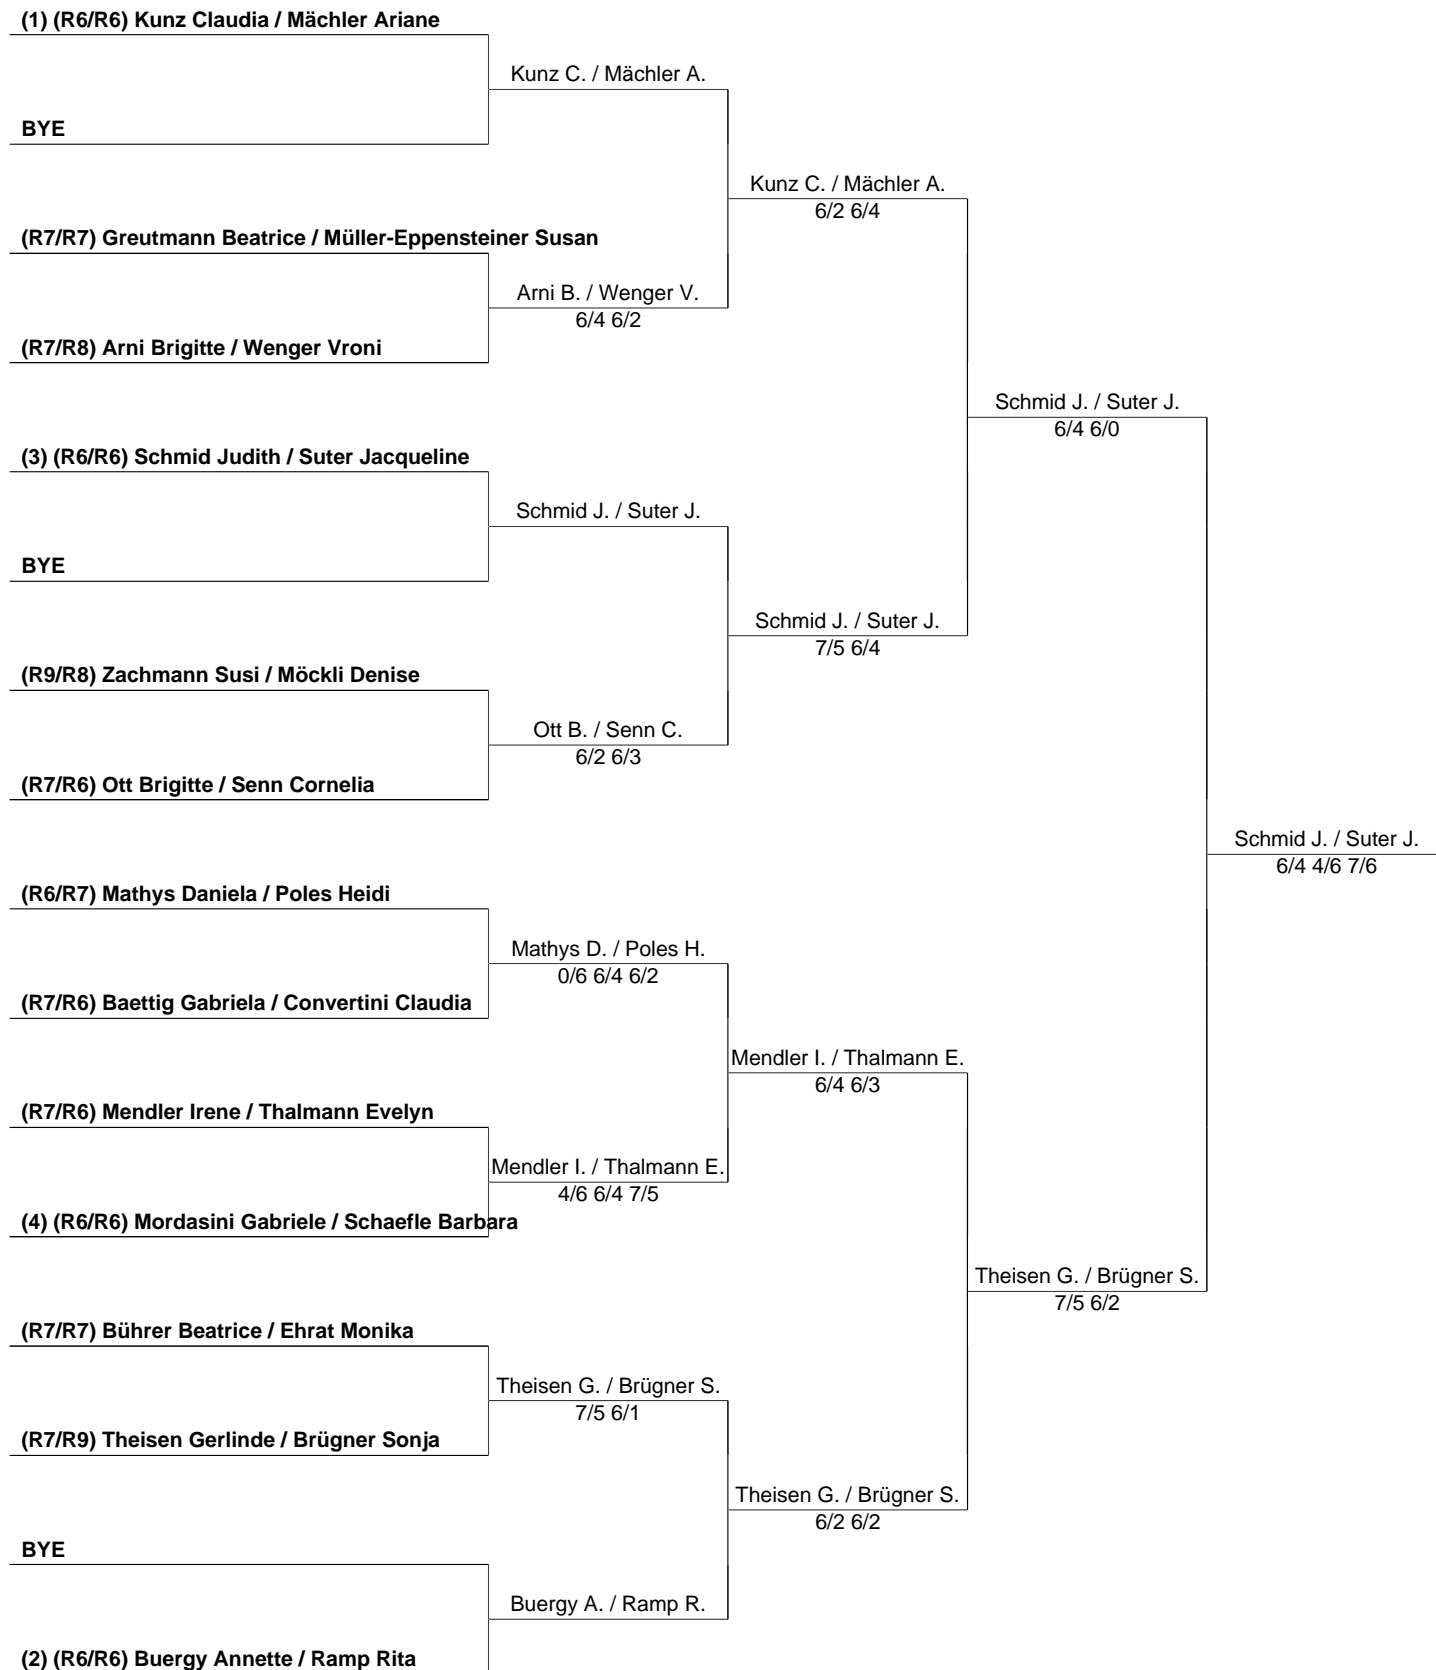 (1) (R6/R6) Kunz Claudia / Mächler Ariane
Kunz C. / Mächler A.
BYE
Kunz C. / Mächler A.
6/2 6/4
(R7/R7) Greutmann Beatrice / Müller-Eppensteiner Susan
Arni B. / Wenger V.
6/4 6/2
(R7/R8) Arni Brigitte / Wenger Vroni
Schmid J. / Suter J.
6/4 6/0
(3) (R6/R6) Schmid Judith / Suter Jacqueline
Schmid J. / Suter J.
BYE
Schmid J. / Suter J.
7/5 6/4
(R9/R8) Zachmann Susi / Möckli Denise
Ott B. / Senn C.
6/2 6/3
(R7/R6) Ott Brigitte / Senn Cornelia
Schmid J. / Suter J.
6/4 4/6 7/6
(R6/R7) Mathys Daniela / Poles Heidi
Mathys D. / Poles H.
0/6 6/4 6/2
(R7/R6) Baettig Gabriela / Convertini Claudia
Mendler I. / Thalmann E.
6/4 6/3
(R7/R6) Mendler Irene / Thalmann Evelyn
Mendler I. / Thalmann E.
4/6 6/4 7/5
(4) (R6/R6) Mordasini Gabriele / Schaefle Barbara
Theisen G. / Brügner S.
7/5 6/2
(R7/R7) Bührer Beatrice / Ehrat Monika
Theisen G. / Brügner S.
7/5 6/1
(R7/R9) Theisen Gerlinde / Brügner Sonja
Theisen G. / Brügner S.
6/2 6/2
BYE
Buergy A. / Ramp R.
(2) (R6/R6) Buergy Annette / Ramp Rita